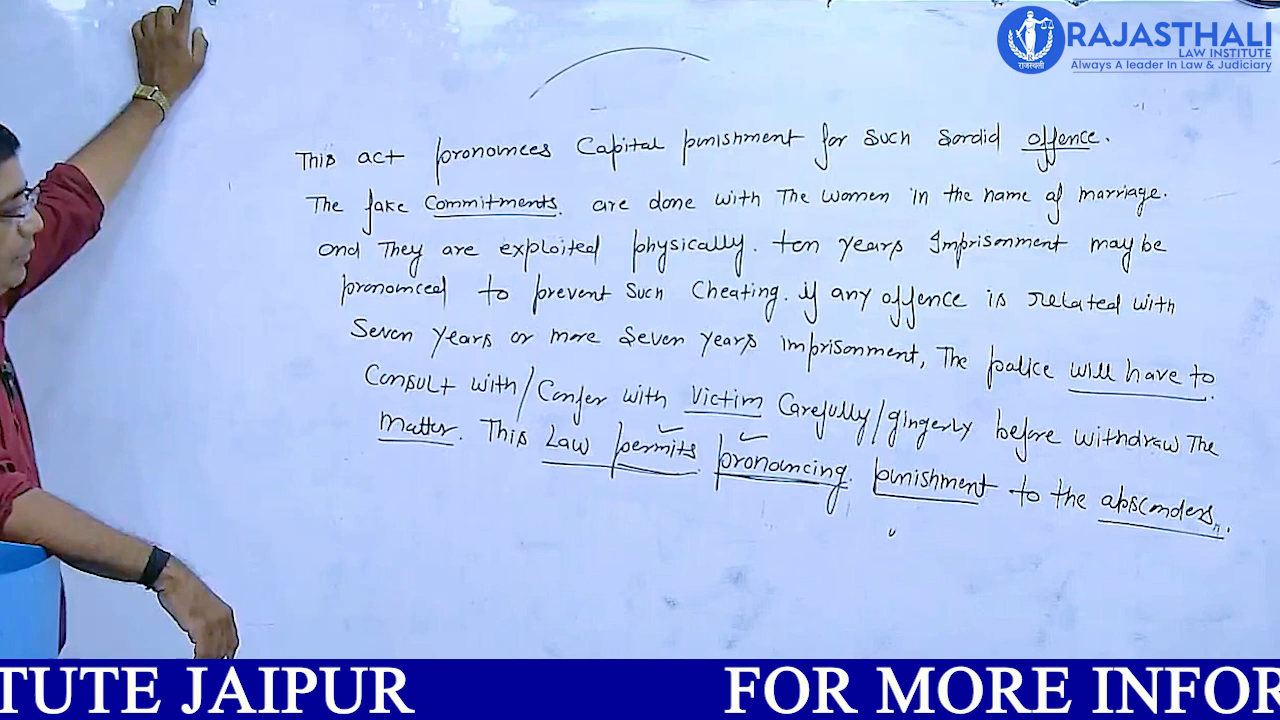 RAJASTHALI
LAW INSTITUTE
Always A leader In Law & Judiciary
राजस्थली
This act pronounces Capital punishment for such sordid offence.
The fake Commitments. are done with The women in the name of marriage.
and They are exploited physically. ten years Imprisonment may be
pronounced to prevent such Cheating. if any offence is related with
Seven years or more seven years imprisonment, The police will have to
Consult with/Confer with Victim Carefully/gingerly before withdraw The
Matter. This Law permits pronouncing. punishment to the absconders.
TUTE JAIPUR FOR MORE INFOR